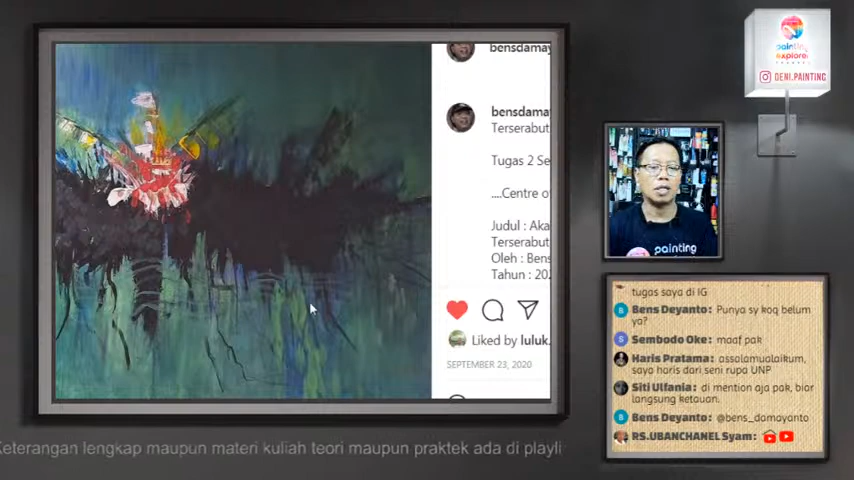 bensdamay
bensdamay
Terserabut
Tugas 2 Se
....Centre o
Judul : Aka
Terserabut
Oleh : Bens
Tahun : 20
Liked by luluk.
SEPTEMBER 23, 2020
painting
explorer
DENI.PAINTING
painting
tugas saya di IG
Bens Deyanto: Punya sy koq belum
ya?
Sembodo Oke: maaf pak
Haris Pratama: assalamualaikum,
saya haris dari seni rupa UNP
Siti Ulfania: di mention aja pak, biar
langsung ketauan.
Bens Deyanto: @bens_damayanto
RS.UBANCHANEL Syam:
Keterangan lengkap maupun materi kuliah teori maupun praktek ada di playli